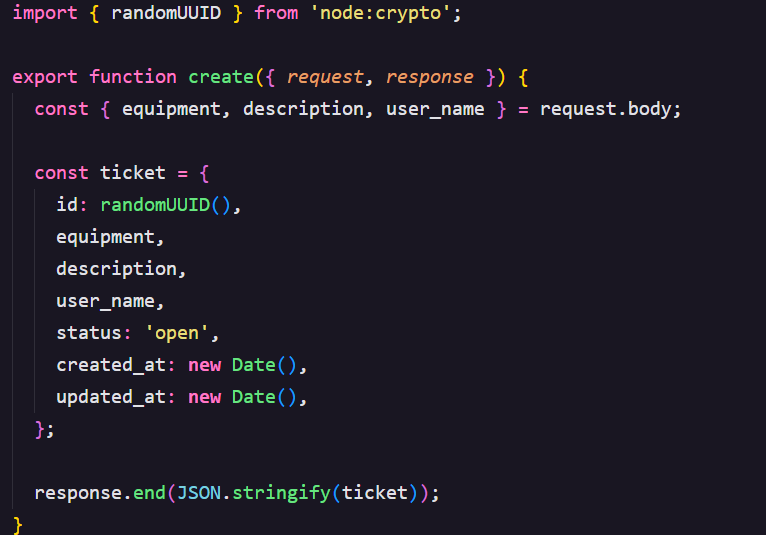 import { randomUUID } from 'node:crypto';
export function create({ request, response }) {
const { equipment, description, user_name } = request.body;
const ticket = {
id: randomUUID(),
equipment,
description,
user_name,
status: 'open',
created_at: new Date(),
updated_at: new Date(),
};
response.end(JSON.stringify(ticket));
}